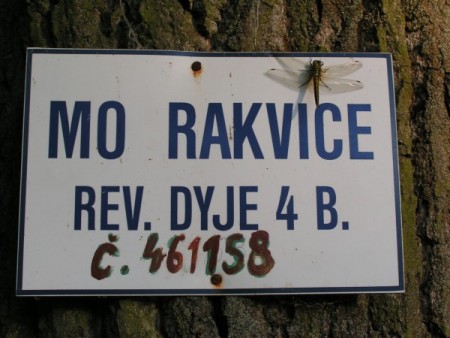 MO RAKVICE
REV. DYJE 4 B.
č. 461158